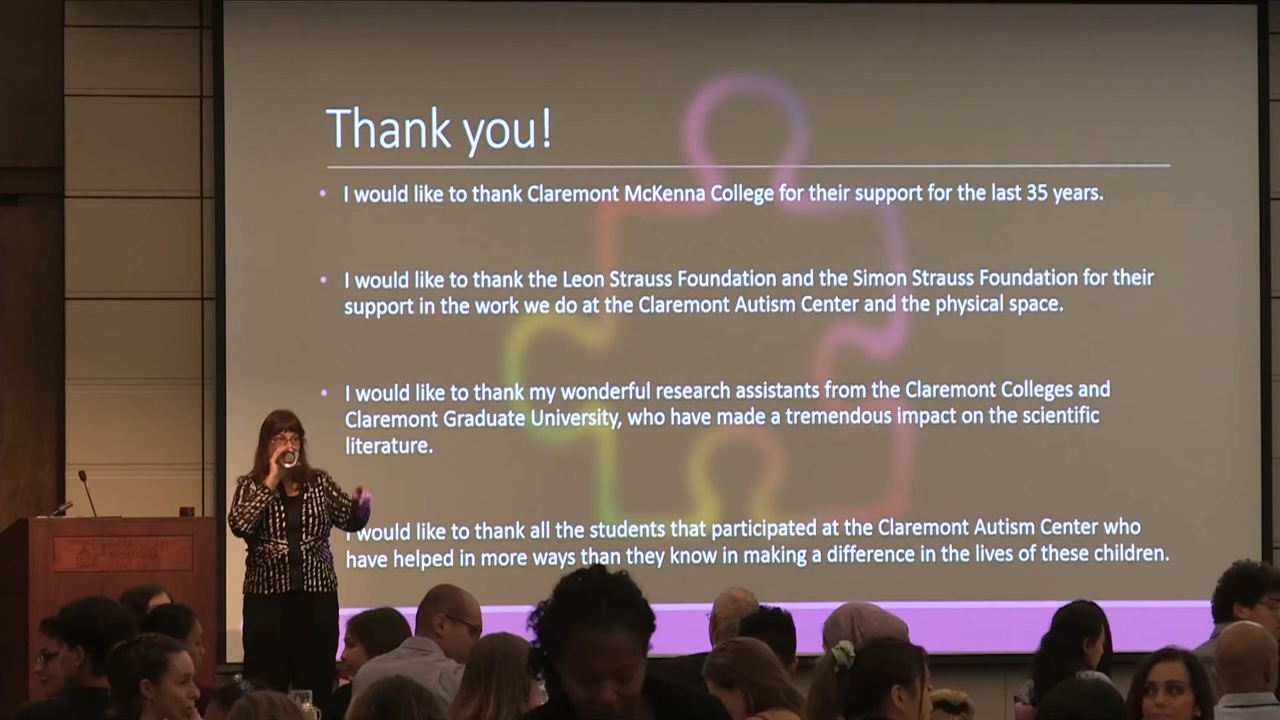 Thank you!
• I would like to thank Claremont McKenna College for their support for the last 35 years.
• I would like to thank the Leon Strauss Foundation and the Simon Strauss Foundation for their
support in the work we do at the Claremont Autism Center and the physical space.
• I would like to thank my wonderful research assistants from the Claremont Colleges and
Claremont Graduate University, who have made a tremendous impact on the scientific
literature.
I would like to thank all the students that participated at the Claremont Autism Center who
have helped in more ways than they know in making a difference in the lives of these children.